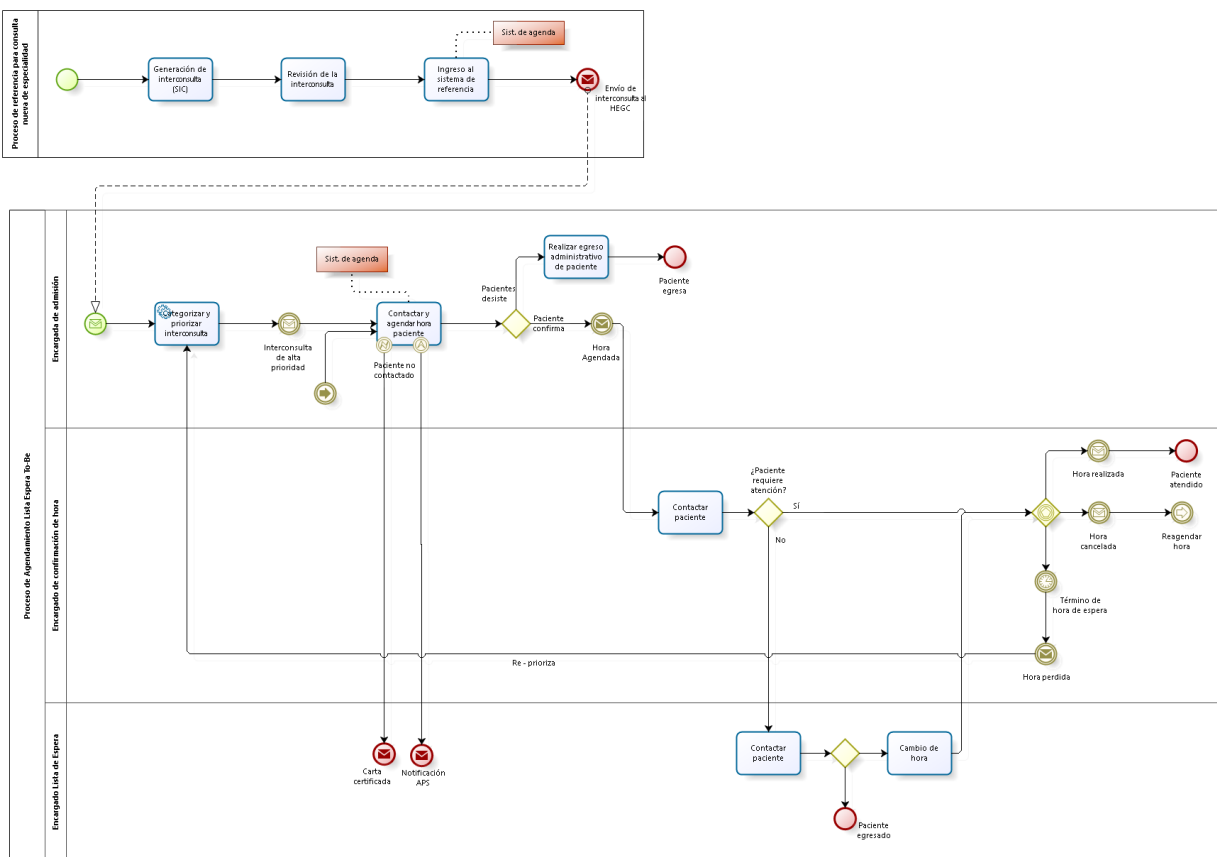 Proceso de referencia para consulta
nueva de especialidad
Sist. de agenda
Generación de
interconsulta
(SIC)
Revisión de la
interconsulta
Ingreso al
sistema de
referencia
Envío de
interconsulta al
HEGC
Proceso de Agendamiento Lista Espera To-Be
Encargada de admisión
Sist. de agenda
Categorizar y
priorizar
interconsulta
Interconsulta
de alta
prioridad
Contactar y
agendar hora
paciente
Paciente no
contactado
Pacientes
desiste
Realizar egreso
administrativo
de paciente
Paciente
egresa
Paciente
confirma
Hora
Agendada
Encargado de confirmación de hora
Contactar
paciente
¿Paciente
requiere
atención?
Sí
No
Hora realizada
Paciente
atendido
Hora
cancelada
Reagendar
hora
Término de
hora de espera
Hora perdida
Re - prioriza
Encargado Lista de Espera
Carta
certificada
Notificación
APS
Contactar
paciente
Cambio de
hora
Paciente
egresado